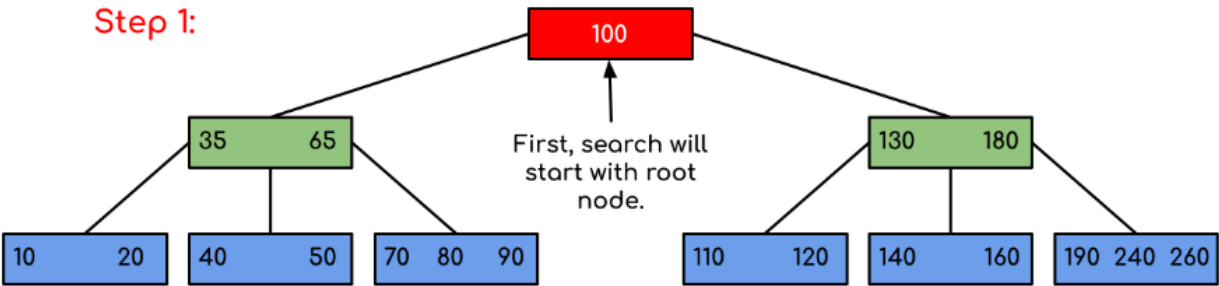 Step 1:
100
First, search will
start with root
node.
35 65
130 180
10 20
40 50
70 80 90
110 120
140 160
190 240 260